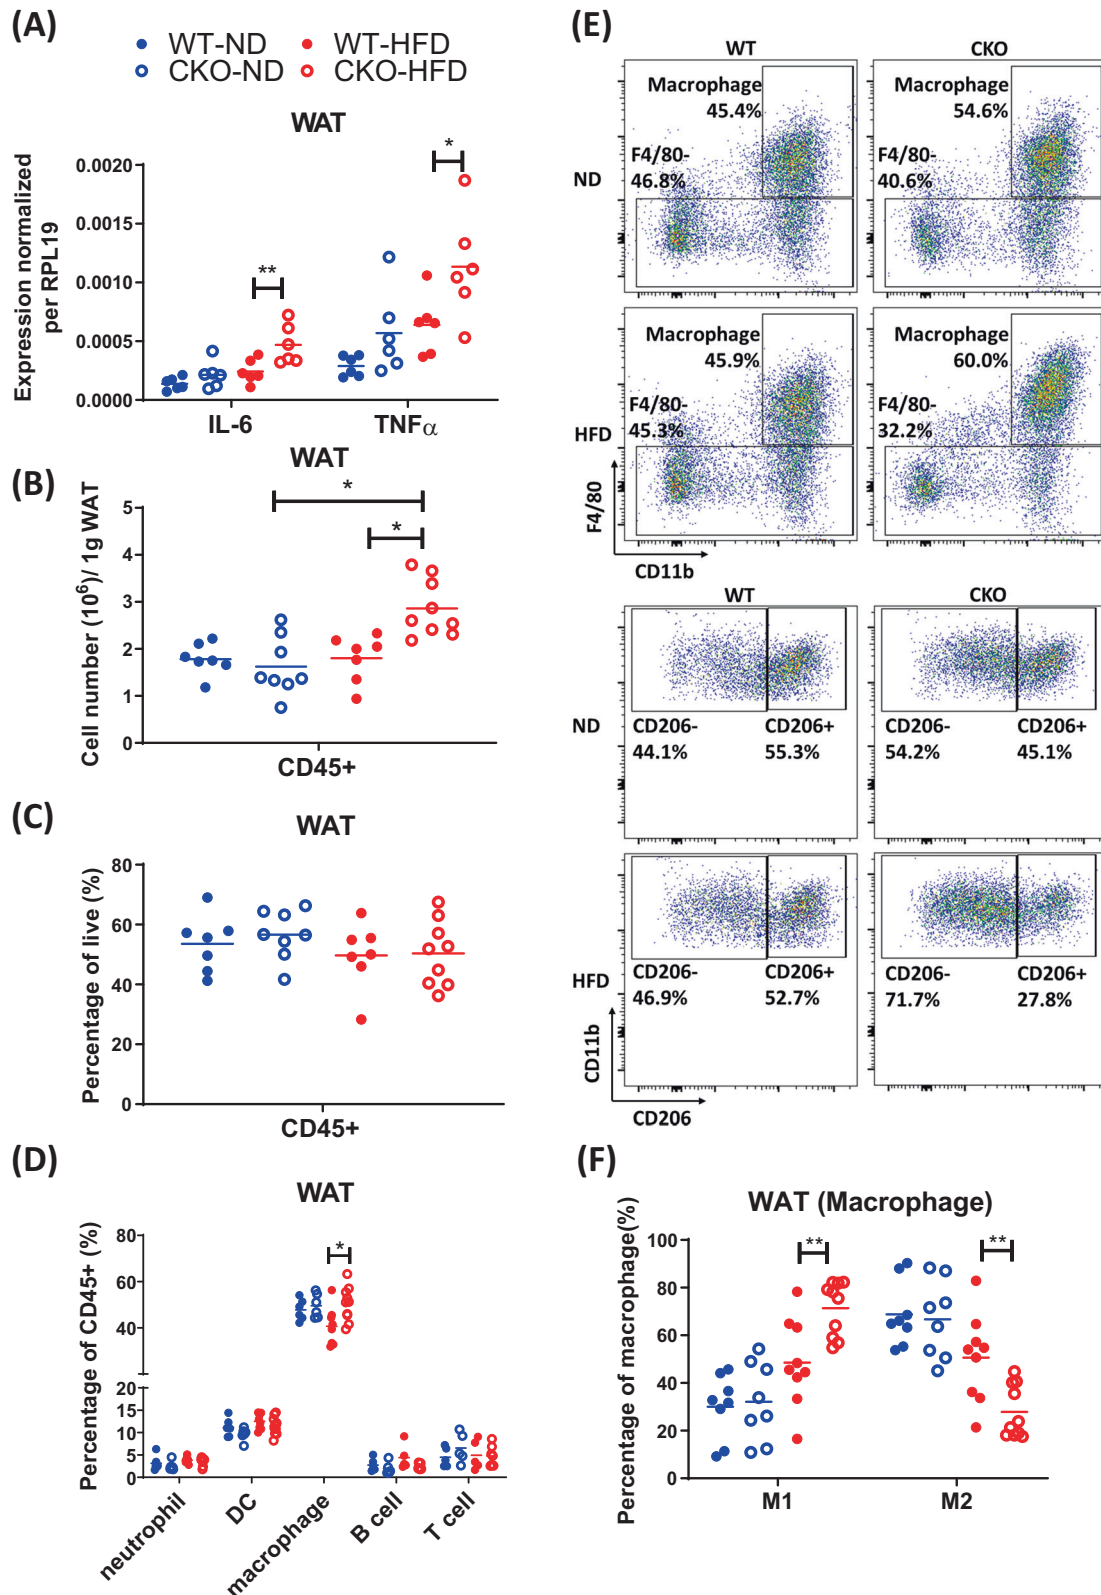 (A)
WT-ND WT-HFD
CKO-ND CKO-HFD
WAT
Expression normalized
per RPL19
0.0020
0.0015
0.0010
0.0005
0.0000
**
*
IL-6 TNFα
(B)
WAT
Cell number (10⁶)/ 1g WAT
5
4
3
2
1
0
*
*
CD45+
(C)
WAT
Percentage of live (%)
80
60
40
20
0
CD45+
(D)
WAT
Percentage of CD45+ (%)
80
60
40
20
15
10
5
0
*
neutrophil DC macrophage B cell T cell
(E)
WT CKO
ND
Macrophage
45.4%
F4/80-
46.8%
Macrophage
54.6%
F4/80-
40.6%
HFD
Macrophage
45.9%
F4/80-
45.3%
Macrophage
60.0%
F4/80-
32.2%
F4/80
CD11b
WT CKO
ND
CD206- CD206+
44.1% 55.3%
CD206- CD206+
54.2% 45.1%
HFD
CD206- CD206+
46.9% 52.7%
CD206- CD206+
71.7% 27.8%
CD11b
CD206
(F)
WAT (Macrophage)
Percentage of macrophage(%)
100
80
60
40
20
0
**
**
M1 M2